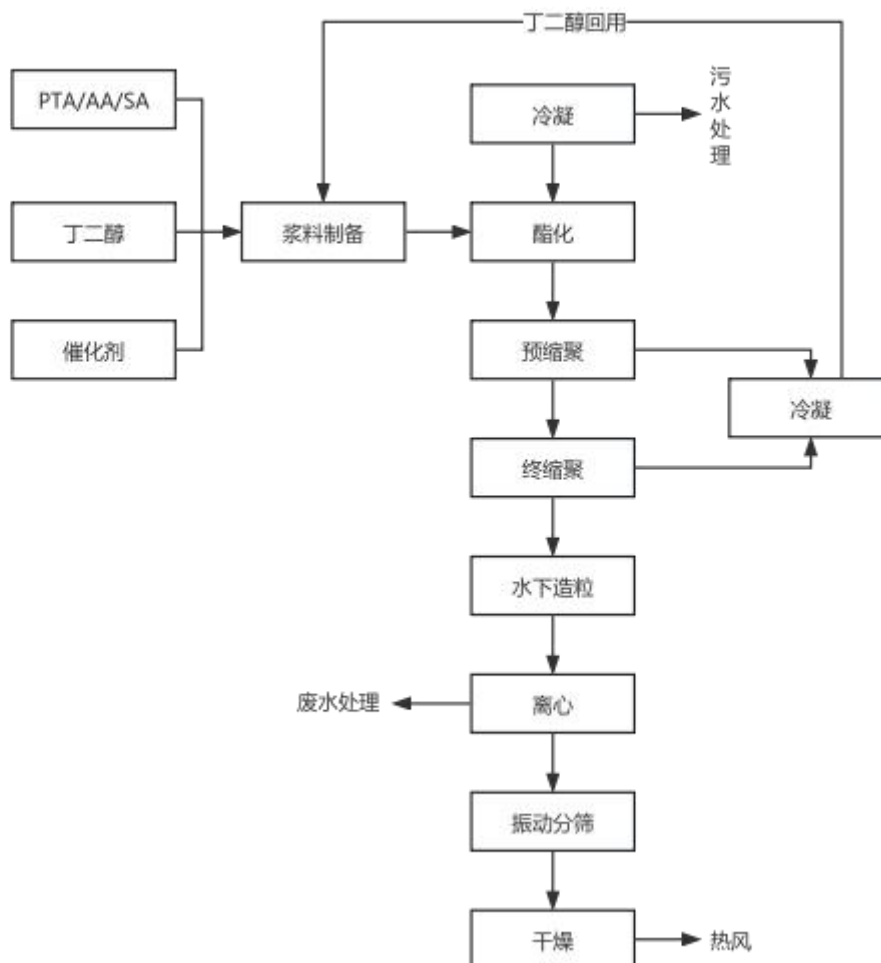 丁二醇回用
PTA/AA/SA
冷凝
污水处理
丁二醇
浆料制备
酯化
催化剂
预缩聚
冷凝
终缩聚
水下造粒
废水处理
离心
振动分筛
干燥
热风